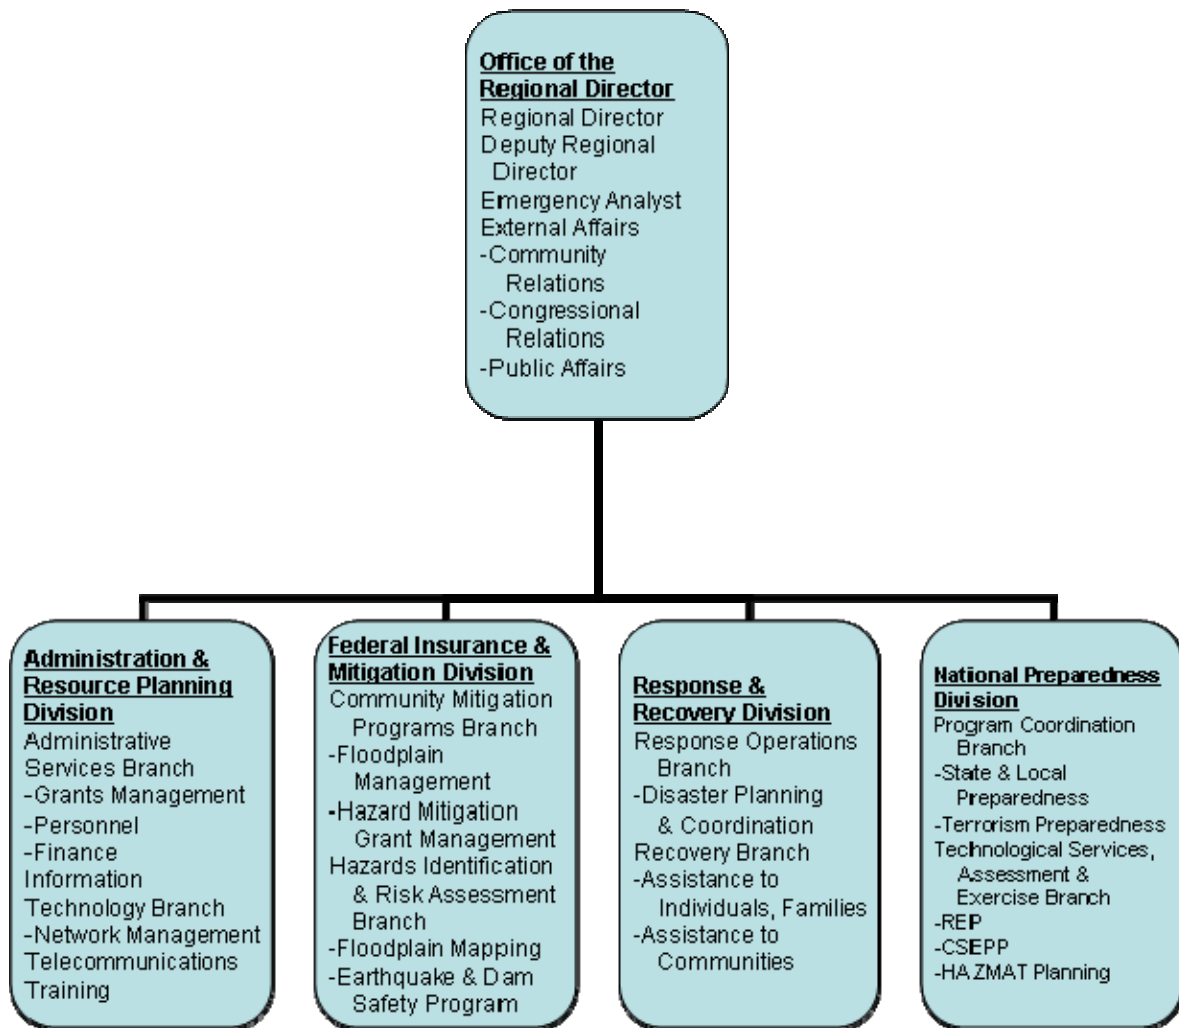 Office of the
Regional Director
Regional Director
Deputy Regional
Director
Emergency Analyst
External Affairs
-Community
Relations
-Congressional
Relations
-Public Affairs
Administration &
Resource Planning
Division
Administrative
Services Branch
-Grants Management
-Personnel
-Finance
Information
Technology Branch
-Network Management
Telecommunications
Training
Federal Insurance &
Mitigation Division
Community Mitigation
Programs Branch
-Floodplain
Management
-Hazard Mitigation
Grant Management
Hazards Identification
& Risk Assessment
Branch
-Floodplain Mapping
-Earthquake & Dam
Safety Program
Response &
Recovery Division
Response Operations
Branch
-Disaster Planning
& Coordination
Recovery Branch
-Assistance to
Individuals, Families
-Assistance to
Communities
National Preparedness
Division
Program Coordination
Branch
-State & Local
Preparedness
-Terrorism Preparedness
Technological Services,
Assessment &
Exercise Branch
-REP
-CSEPP
-HAZMAT Planning